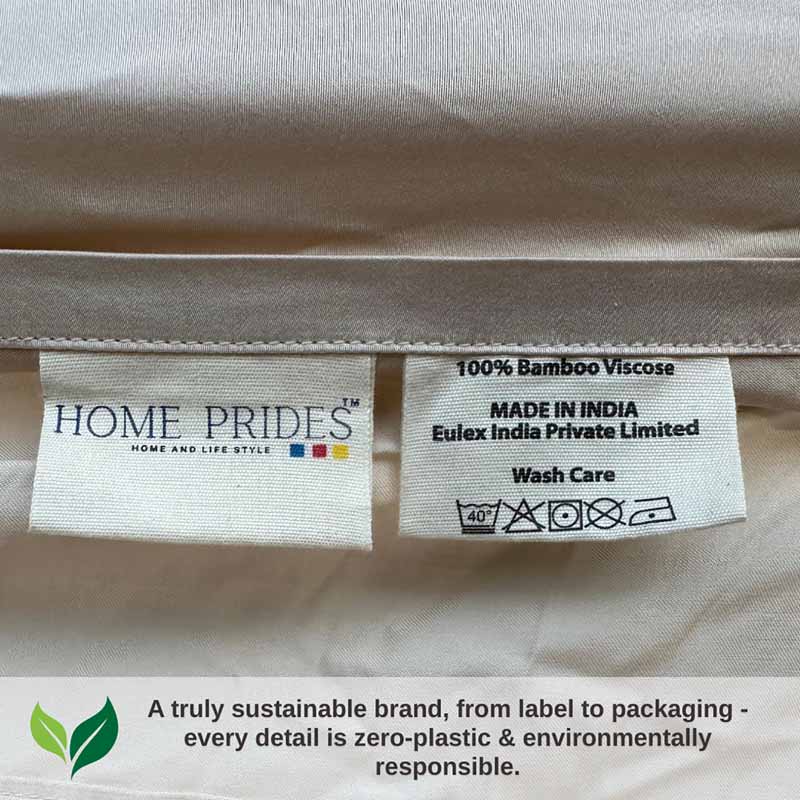 HOME PRIDES™
HOME AND LIFE STYLE
100% Bamboo Viscose
MADE IN INDIA
Eulex India Private Limited
Wash Care
40°
A truly sustainable brand, from label to packaging -
every detail is zero-plastic & environmentally
responsible.